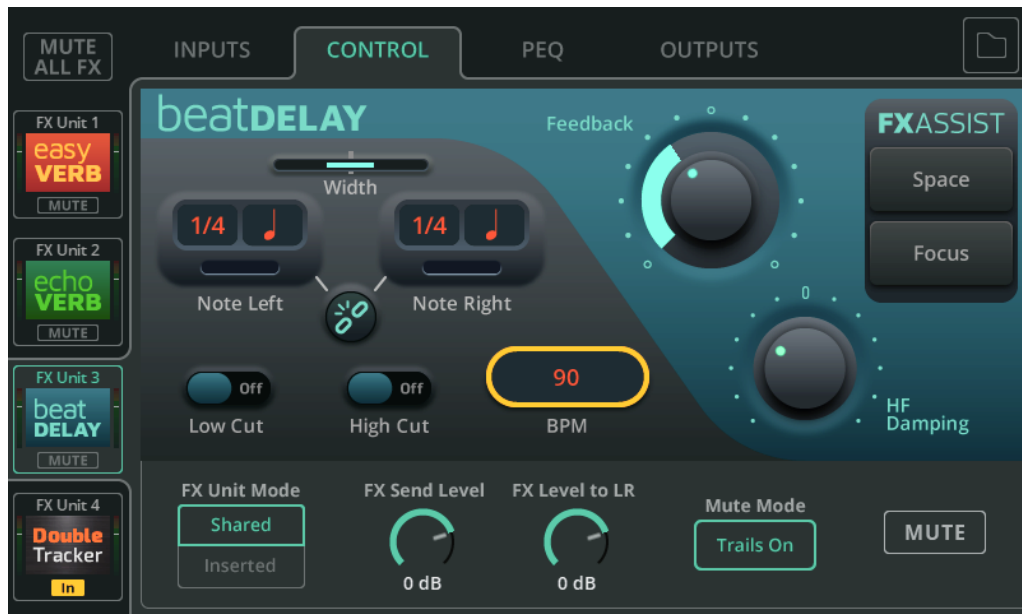 MUTE
ALL FX
INPUTS
CONTROL
PEQ
OUTPUTS
FX Unit 1
easy
VERB
MUTE
FX Unit 2
echo
VERB
MUTE
FX Unit 3
beat
DELAY
MUTE
FX Unit 4
Double
Tracker
In
beatDELAY
Width
1/4
Note Left
1/4
Note Right
Feedback
0
FXASSIST
Space
Focus
Off
Low Cut
Off
High Cut
90
BPM
0
HF
Damping
FX Unit Mode
Shared
Inserted
FX Send Level
0 dB
FX Level to LR
0 dB
Mute Mode
Trails On
MUTE